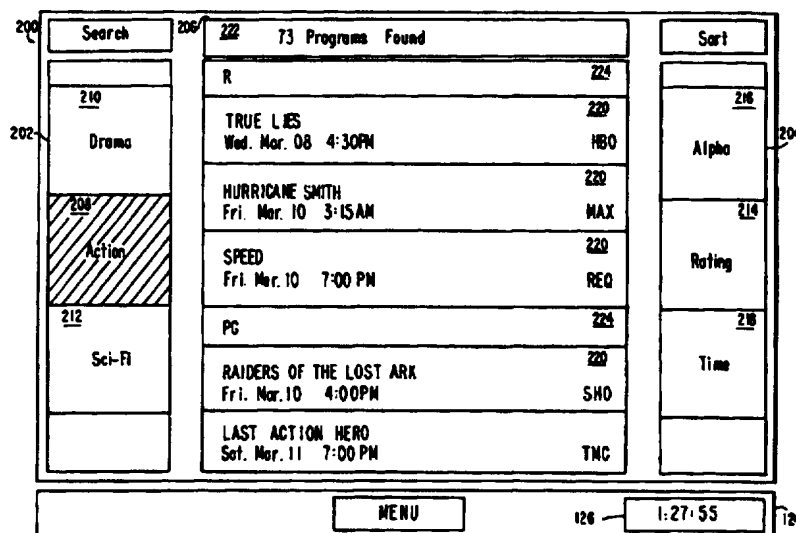 200
Search
206
222 73 Programs Found
Sort
R 224
210
Drama
202
TRUE LIES 220
Wed. Mar. 08 4:30PM HBO
216
Alpha
HURRICANE SMITH 220
Fri. Mar. 10 3:15AM MAX
208
Action
SPEED 220
Fri. Mar. 10 7:00 PM REQ
214
Rating
PG 224
212
Sci-Fi
RAIDERS OF THE LOST ARK 220
Fri. Mar. 10 4:00PM SHO
218
Time
LAST ACTION HERO
Sat. Mar. 11 7:00 PM TMC
MENU
126
1:27:55